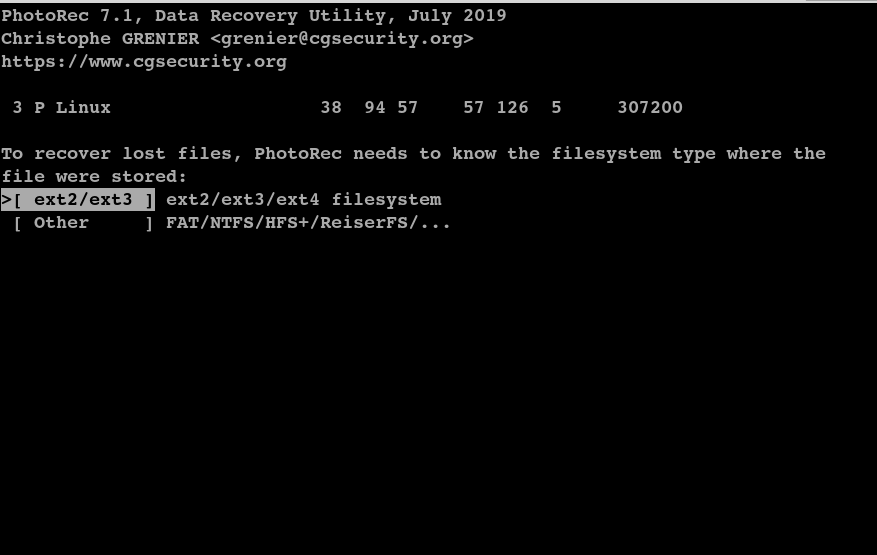 PhotoRec 7.1, Data Recovery Utility, July 2019
Christophe GRENIER <grenier@cgsecurity.org>
https://www.cgsecurity.org
3 P Linux                   38  94 57    57 126  5     307200
To recover lost files, PhotoRec needs to know the filesystem type where the
file were stored:
>[ ext2/ext3 ] ext2/ext3/ext4 filesystem
[ Other     ] FAT/NTFS/HFS+/ReiserFS/...